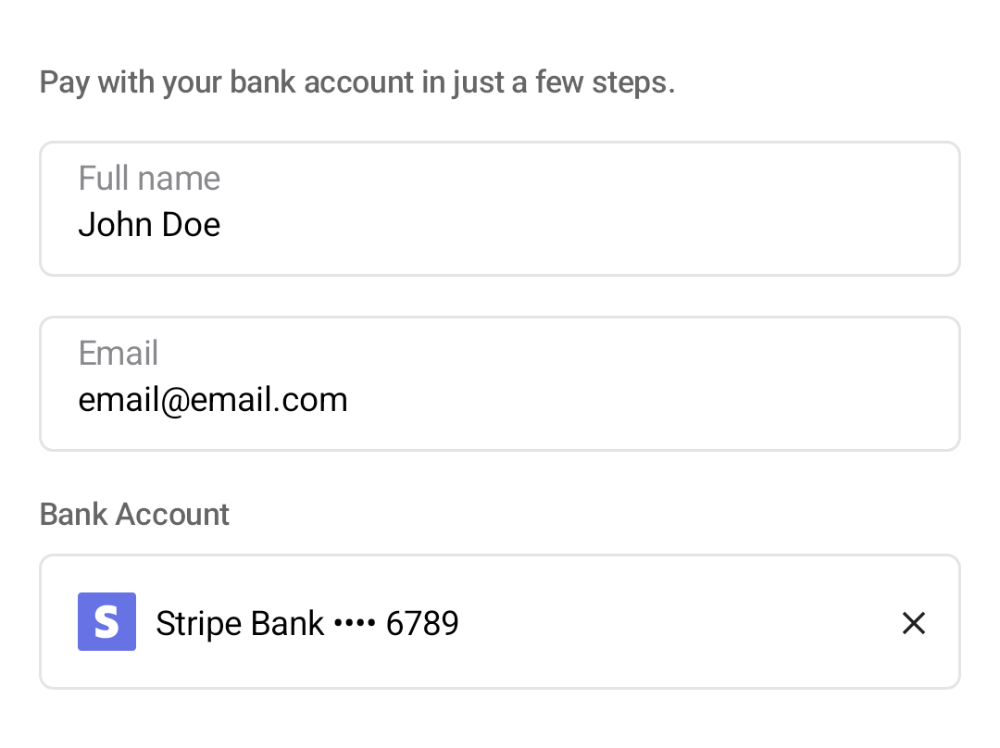 Pay with your bank account in just a few steps.
Full name
John Doe
Email
email@email.com
Bank Account
S Stripe Bank •••• 6789